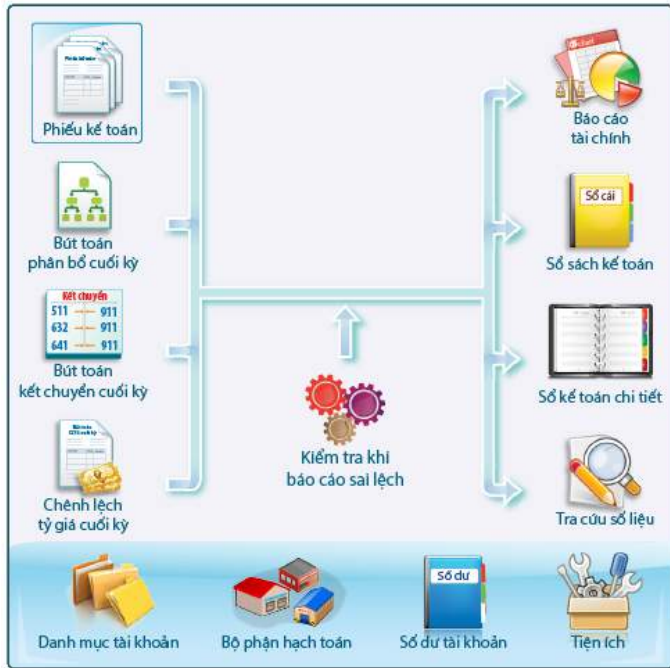 Phiếu kế toán
Bút toán
phân bổ cuối kỳ
Kết chuyển
511 911
632 911
641 911
Bút toán
kết chuyển cuối kỳ
Chênh lệch
tỷ giá cuối kỳ
Kiểm tra khi
báo cáo sai lệch
Báo cáo
tài chính
Sổ cái
Sổ sách kế toán
Sổ kế toán chi tiết
Tra cứu số liệu
Danh mục tài khoản
Bộ phận hạch toán
Số dư
Số dư tài khoản
Tiện ích